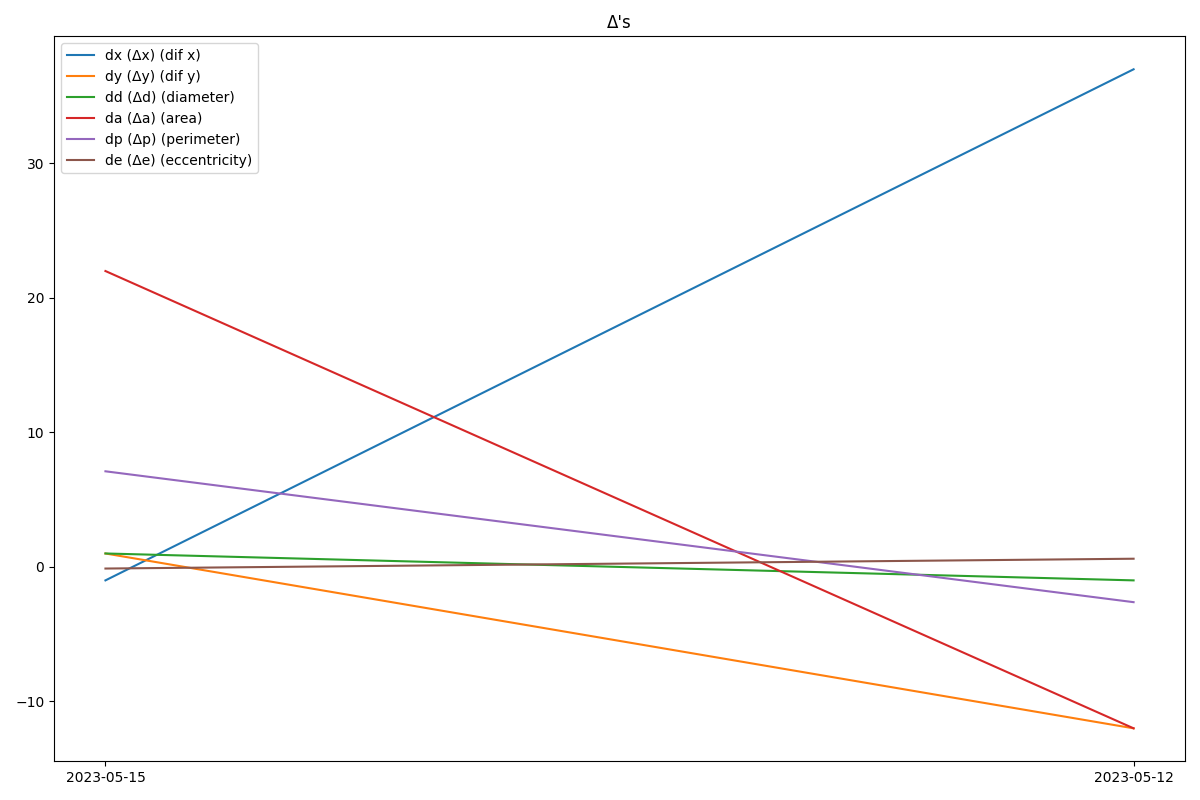 Δ's
dx (Δx) (dif x)
dy (Δy) (dif y)
dd (Δd) (diameter)
da (Δa) (area)
dp (Δp) (perimeter)
de (Δe) (eccentricity)
30
20
10
0
−10
2023-05-15
2023-05-12